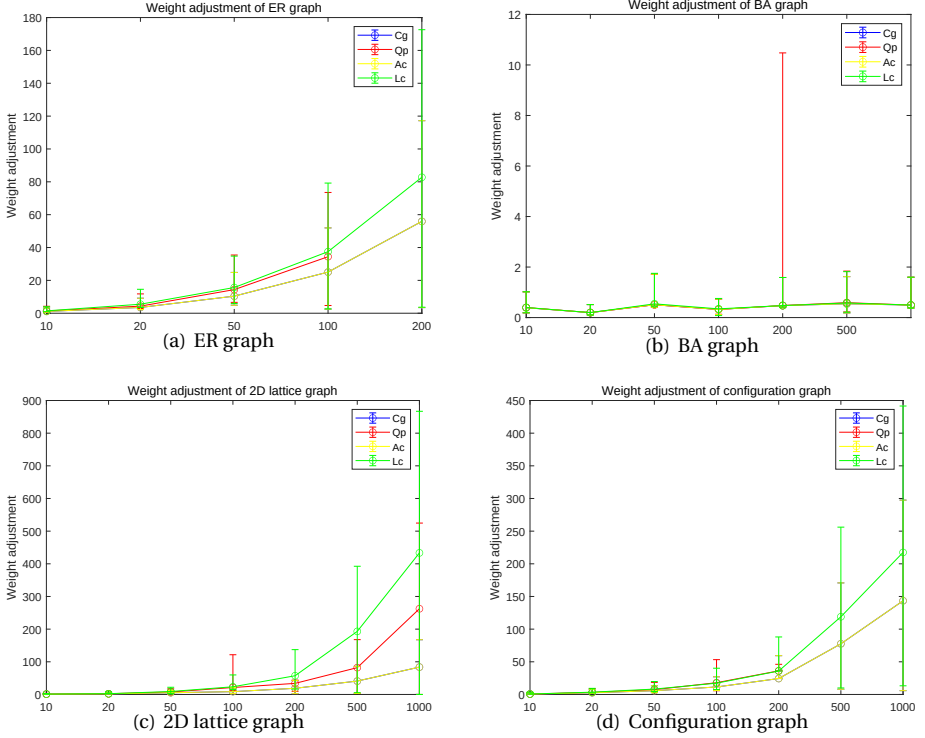 Weight adjustment of ER graph
Weight adjustment
180
160
140
120
100
80
60
40
20
0
10
20
50
100
200
Cg
Qp
Ac
Lc
(a) ER graph
Weight adjustment of BA graph
Weight adjustment
12
10
8
6
4
2
0
10
20
50
100
200
500
Cg
Qp
Ac
Lc
(b) BA graph
Weight adjustment of 2D lattice graph
Weight adjustment
900
800
700
600
500
400
300
200
100
0
10
20
50
100
200
500
1000
Cg
Qp
Ac
Lc
(c) 2D lattice graph
Weight adjustment of configuration graph
Weight adjustment
450
400
350
300
250
200
150
100
50
0
10
20
50
100
200
500
1000
Cg
Qp
Ac
Lc
(d) Configuration graph